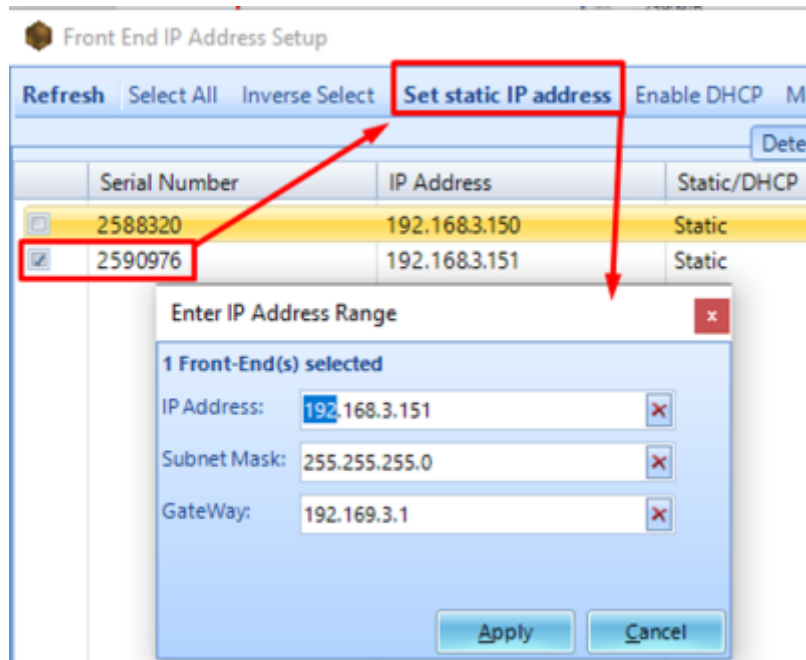 Front End IP Address Setup
Refresh Select All Inverse Select Set static IP address Enable DHCP M
Dete
Serial Number IP Address Static/DHCP
2588320 192.168.3.150 Static
2590976 192.168.3.151 Static
Enter IP Address Range
1 Front-End(s) selected
IP Address: 192.168.3.151
Subnet Mask: 255.255.255.0
GateWay: 192.169.3.1
Apply Cancel